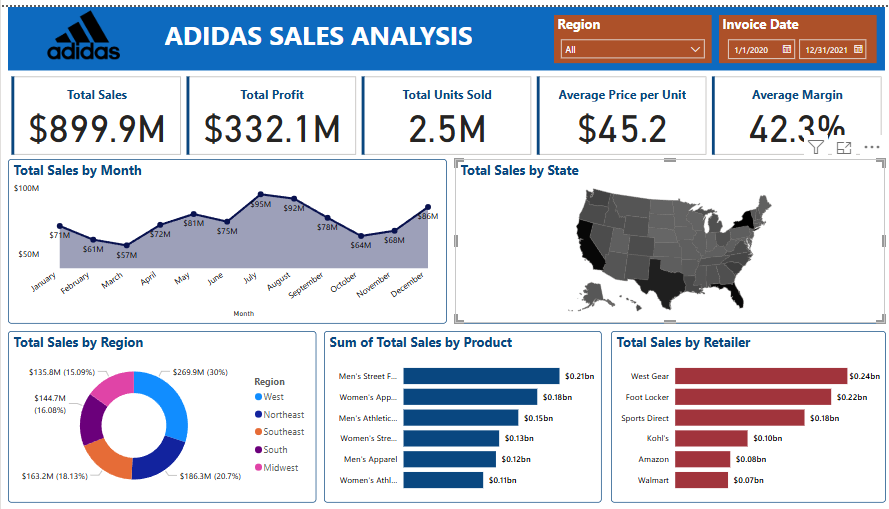 adidas
ADIDAS SALES ANALYSIS
Region
All
Invoice Date
1/1/2020
12/31/2021
Total Sales
$899.9M
Total Profit
$332.1M
Total Units Sold
2.5M
Average Price per Unit
$45.2
Average Margin
42.3%
Total Sales by Month
$100M
$50M
$71M
$61M
$57M
$72M
$81M
$75M
$95M
$92M
$78M
$64M
$68M
$86M
January
February
March
April
May
June
July
August
September
October
November
December
Month
Total Sales by State
Total Sales by Region
$135.8M (15.09%)
$269.9M (30%)
$144.7M
(16.08%)
$163.2M (18.13%)
$186.3M (20.7%)
Region
West
Northeast
Southeast
South
Midwest
Sum of Total Sales by Product
Men's Street F...
$0.21bn
Women's App...
$0.18bn
Men's Athletic...
$0.15bn
Women's Stre...
$0.13bn
Men's Apparel
$0.12bn
Women's Athl...
$0.11bn
Total Sales by Retailer
West Gear
$0.24bn
Foot Locker
$0.22bn
Sports Direct
$0.18bn
Kohl's
$0.10bn
Amazon
$0.08bn
Walmart
$0.07bn